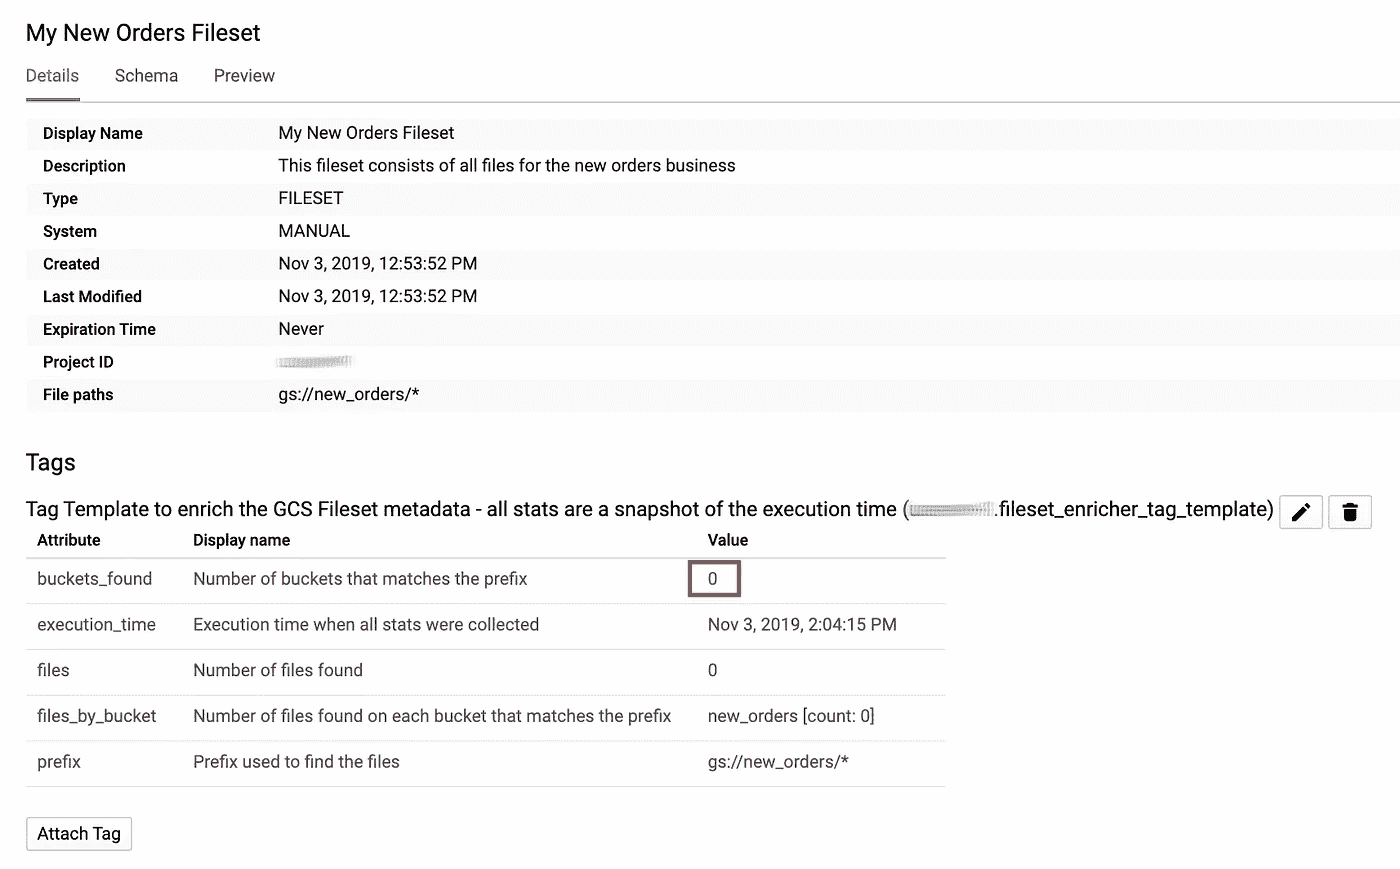 My New Orders Fileset
Details Schema Preview
Display Name My New Orders Fileset
Description This fileset consists of all files for the new orders business
Type FILESET
System MANUAL
Created Nov 3, 2019, 12:53:52 PM
Last Modified Nov 3, 2019, 12:53:52 PM
Expiration Time Never
Project ID
File paths gs://new_orders/*
Tags
Tag Template to enrich the GCS Fileset metadata - all stats are a snapshot of the execution time ( .fileset_enricher_tag_template)
Attribute Display name Value
buckets_found Number of buckets that matches the prefix 0
execution_time Execution time when all stats were collected Nov 3, 2019, 2:04:15 PM
files Number of files found 0
files_by_bucket Number of files found on each bucket that matches the prefix new_orders [count: 0]
prefix Prefix used to find the files gs://new_orders/*
Attach Tag